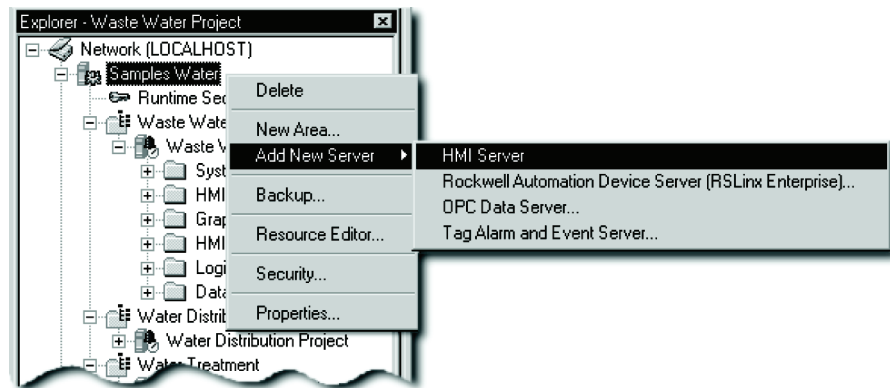 Explorer - Waste Water Project
Network (LOCALHOST)
Samples Water
Runtime Sec
Waste Wate
Waste V
Syst
HMI
Grap
HMI
Logi
Data
Water Distrib
Water Distribution Project
Water Treatment
Delete
New Area...
Add New Server
Backup...
Resource Editor...
Security...
Properties...
HMI Server
Rockwell Automation Device Server (RSLinx Enterprise)...
OPC Data Server...
Tag Alarm and Event Server...